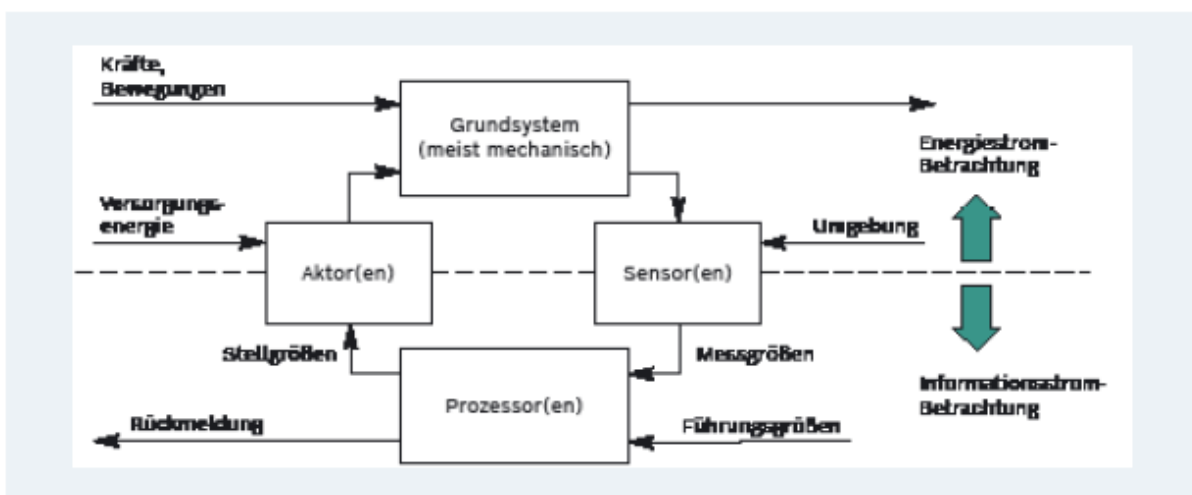 Kräfte,
Bewegungen
Grundsystem
(meist mechanisch)
Energiestrom-
Betrachtung
Versorgungs-
energie
Umgebung
Aktor(en)
Sensor(en)
Stellgrößen
Messgrößen
Informationsstrom-
Betrachtung
Prozessor(en)
Rückmeldung
Führungsgrößen